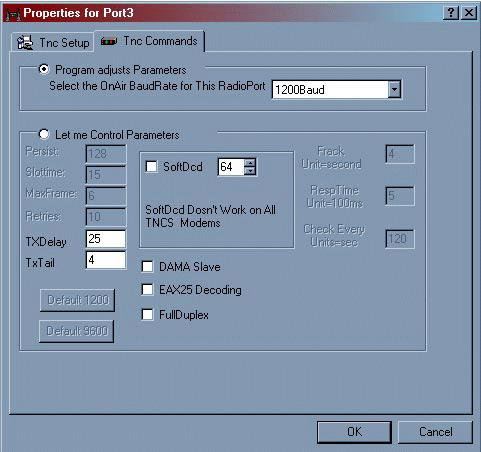 Properties for Port3
Tnc Setup
Tnc Commands
Program adjusts Parameters
Select the OnAir BaudRate for This RadioPort
1200Baud
Let me Control Parameters
Persist:
128
Slottime:
15
MaxFrame:
6
Retries:
10
TXDelay
25
TxTail
4
Default 1200
Default 9600
SoftDcd
64
SoftDcd Dosn't Work on All
TNCS Modems
DAMA Slave
EAX25 Decoding
FullDuplex
Frack
Unit=second
4
RespTime
Unit=100ms
5
Check Every
Units=sec
120
OK
Cancel